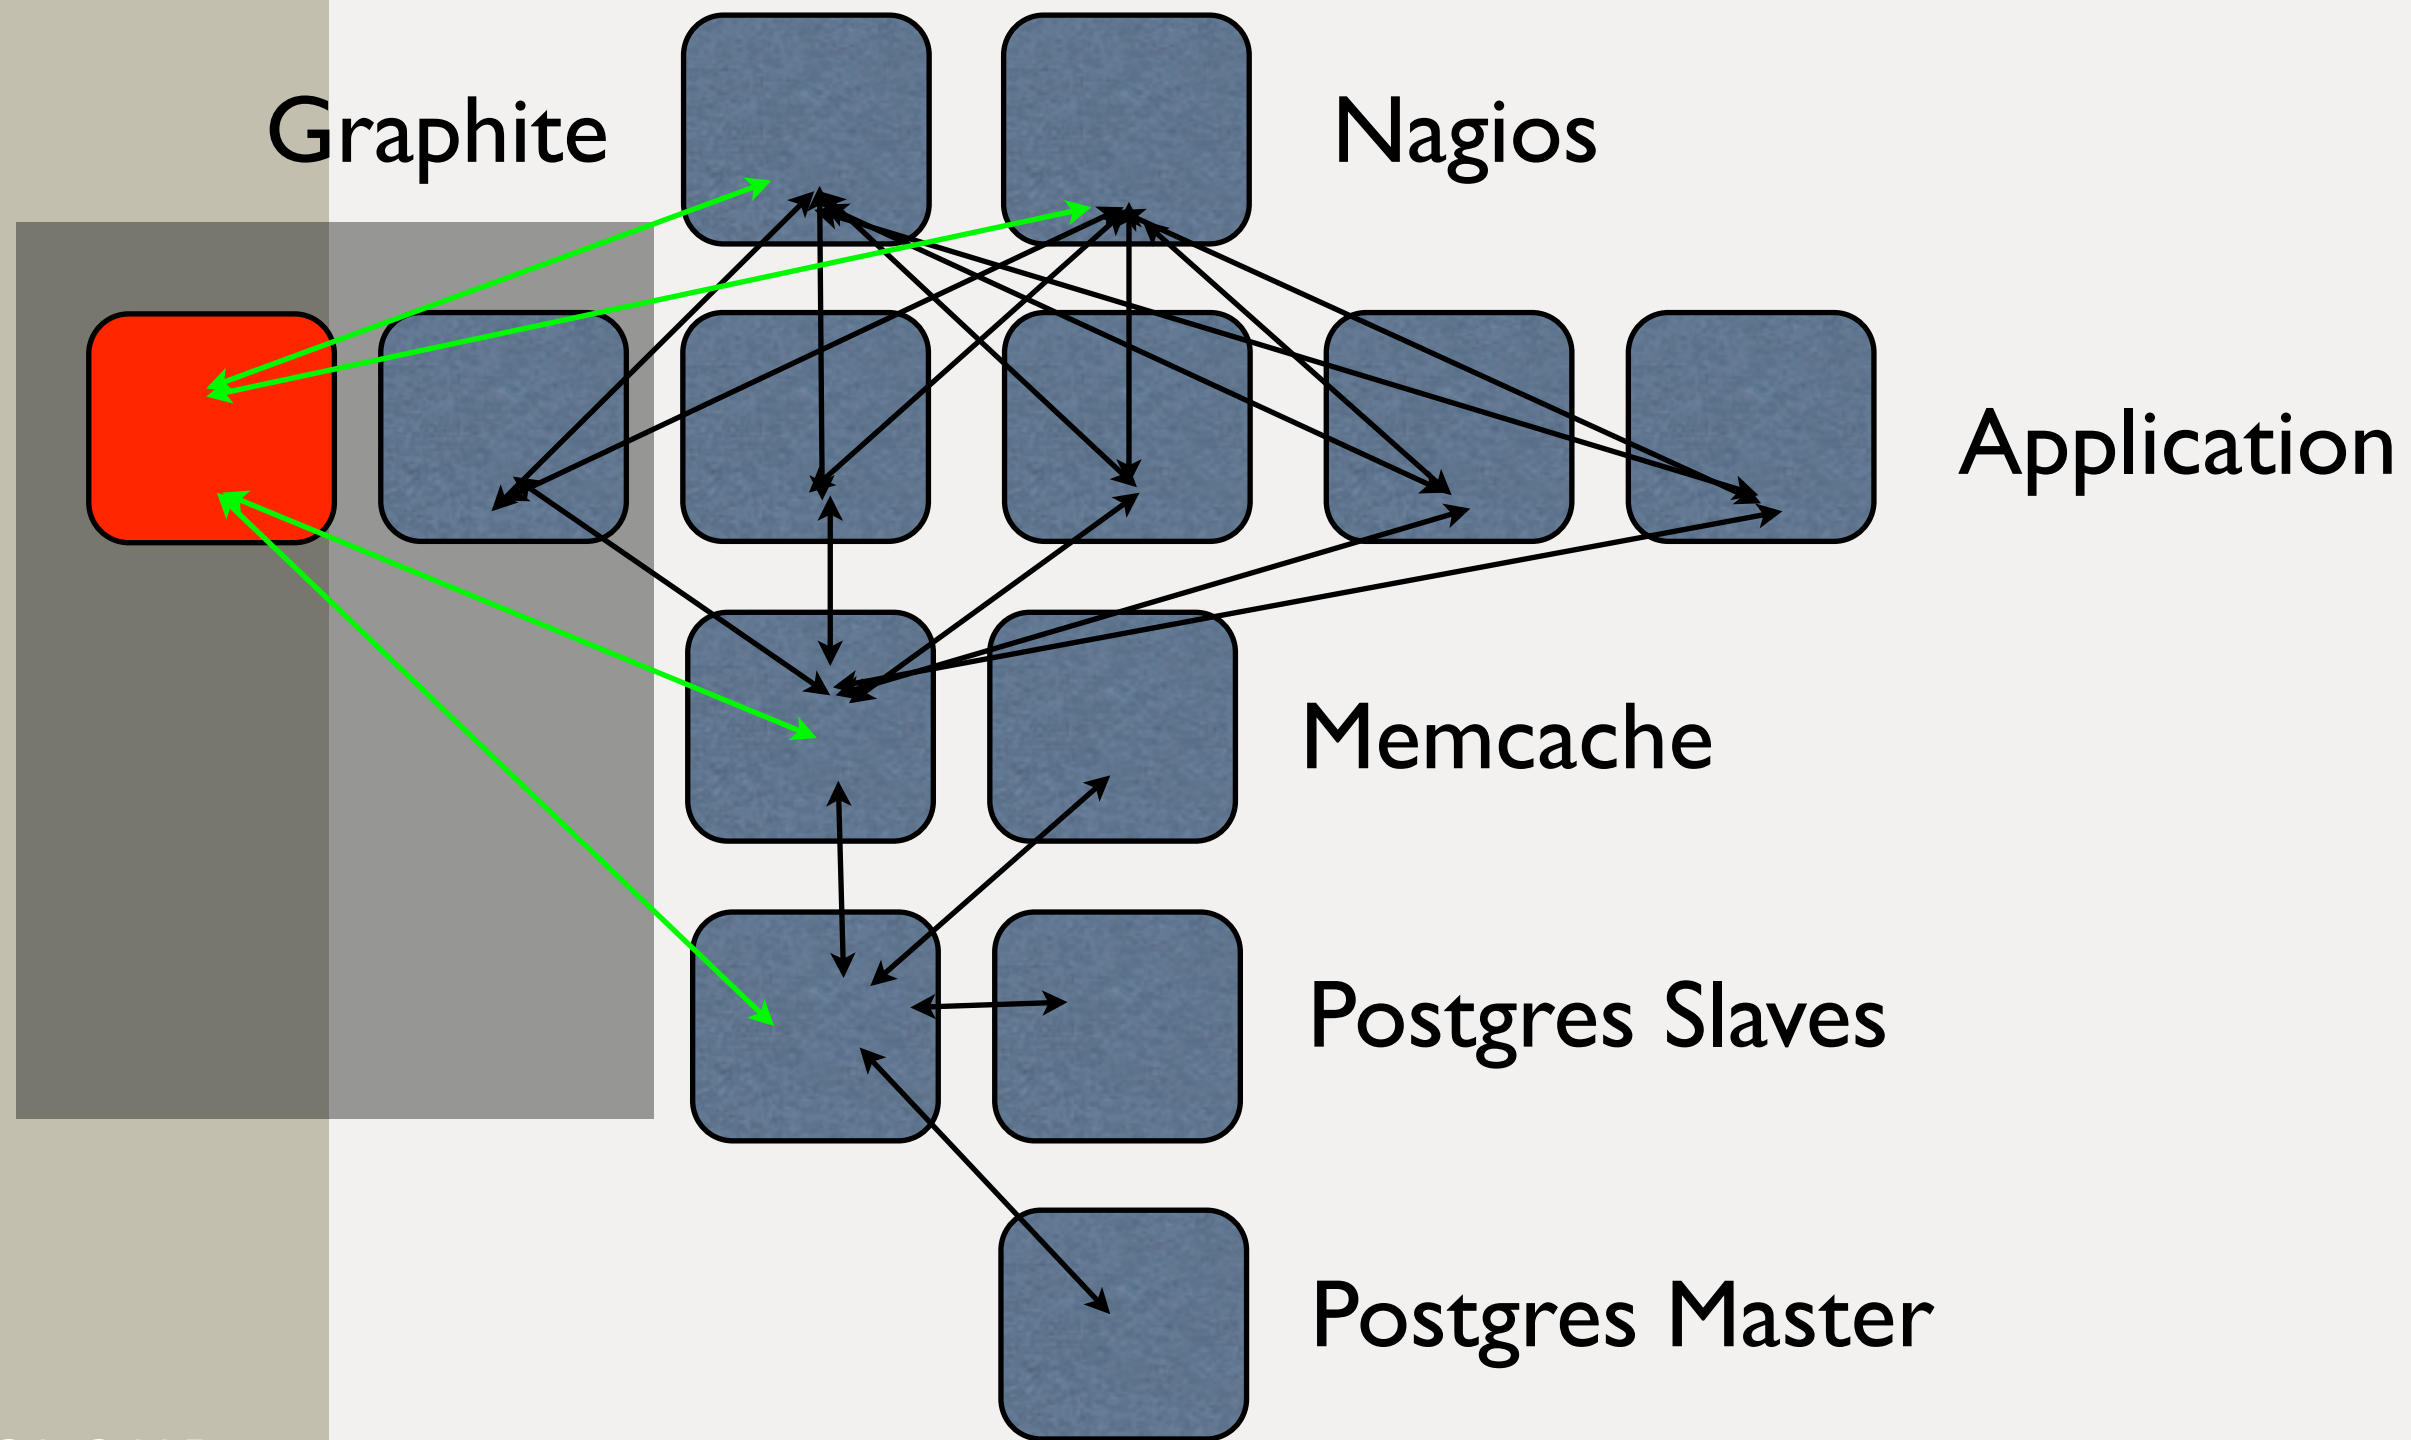 Graphite
Nagios
Application
Memcache
Postgres Slaves
Postgres Master